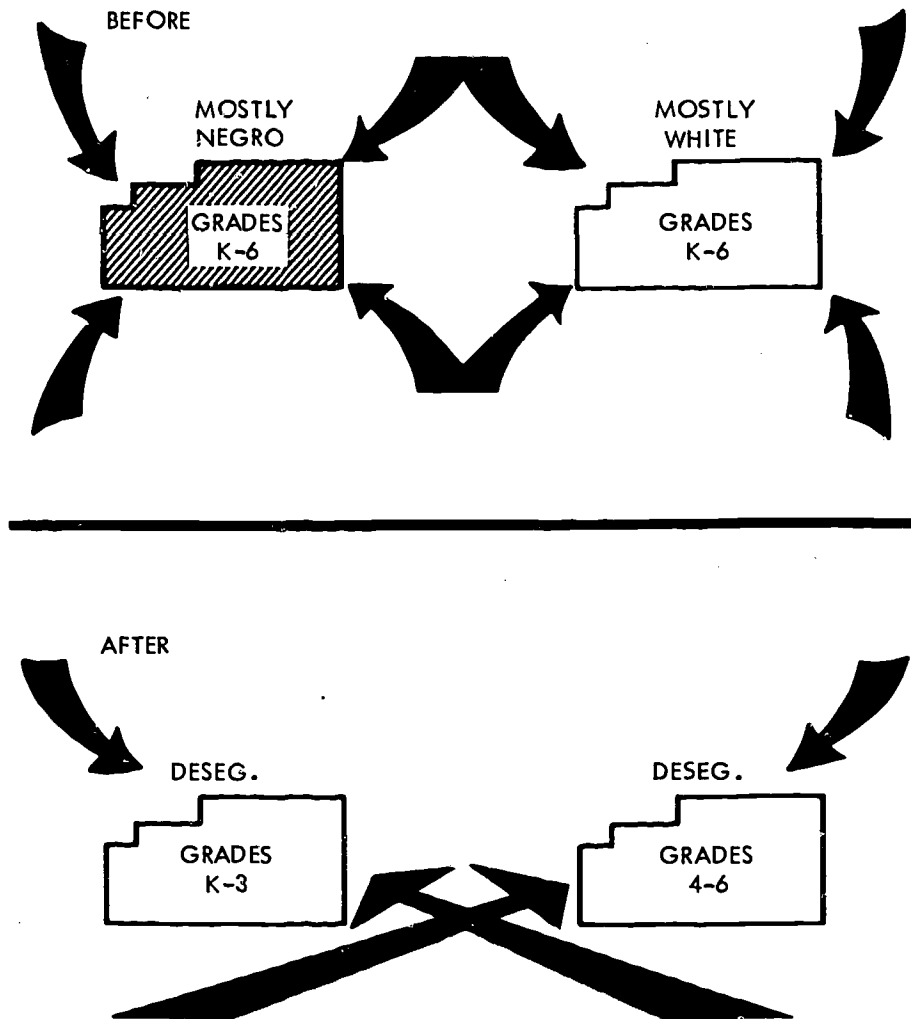 BEFORE
MOSTLY
NEGRO
MOSTLY
WHITE
GRADES
K-6
GRADES
K-6
AFTER
DESEG.
DESEG.
GRADES
K-3
GRADES
4-6